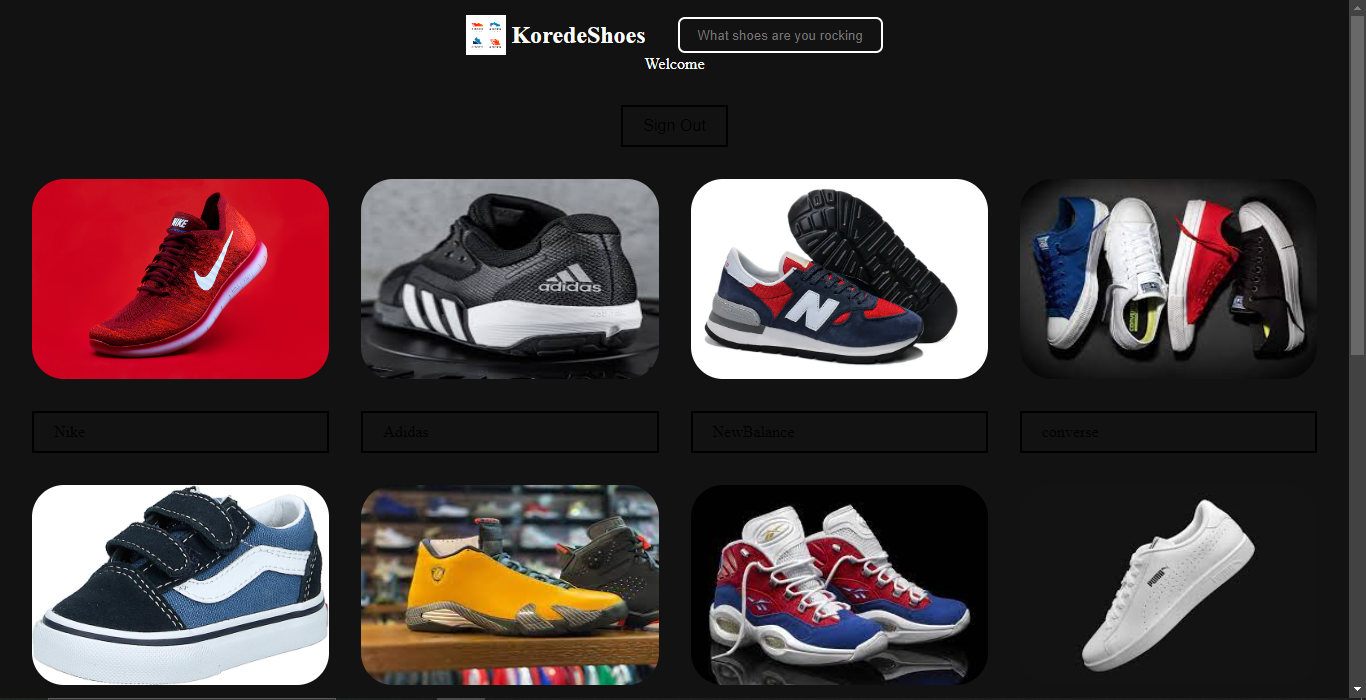 KoredeShoes
What shoes are you rocking
Welcome
Sign Out
NIKE
adidas
N
Nike
Adidas
NewBalance
converse
PUMA